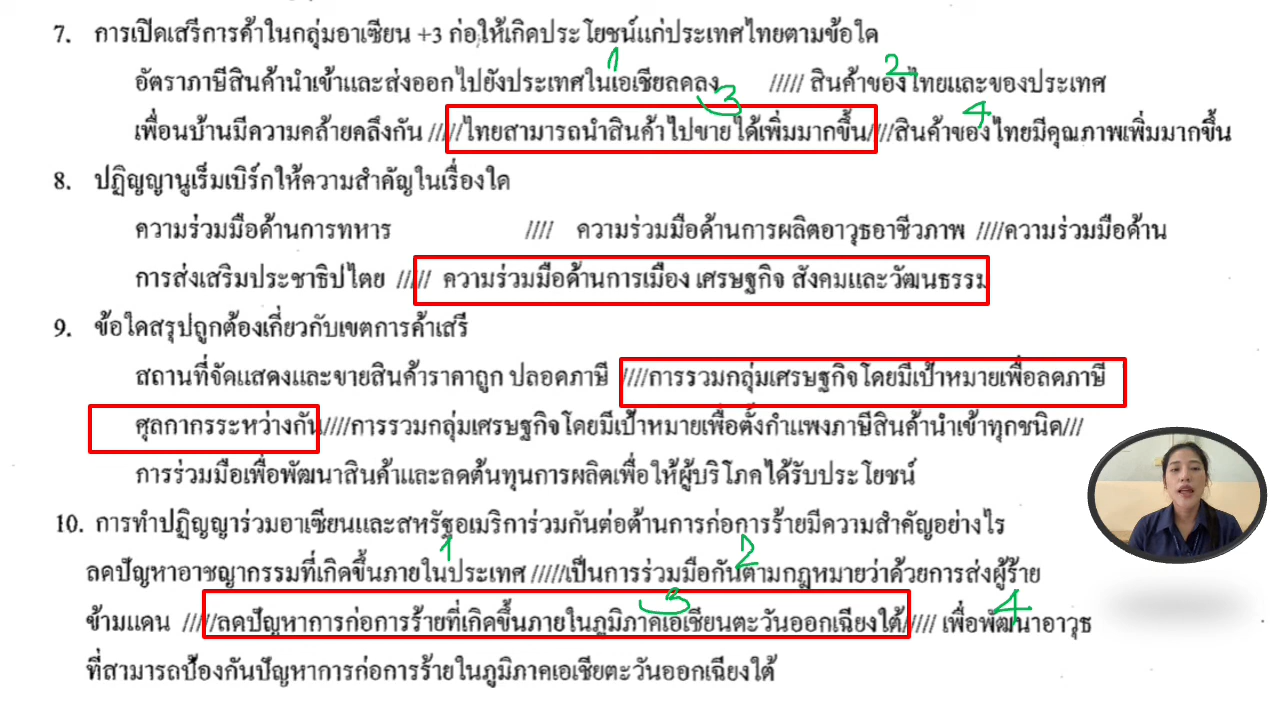 7. การเปิดเสรีการค้าในกลุ่มอาเซียน +3 ก่อให้เกิดประโยชน์แก่ประเทศไทยตามข้อใด
1 2
อัตราภาษีสินค้านำเข้าและส่งออกไปยังประเทศในเอเชียลดลง ///// สินค้าของไทยและของประเทศ
3 4
เพื่อนบ้านมีความคล้ายคลึงกัน /////ไทยสามารถนำสินค้าไปขายได้เพิ่มมากขึ้น////สินค้าของไทยมีคุณภาพเพิ่มมากขึ้น
8. ปฏิญญานูเร็มเบิร์กให้ความสำคัญในเรื่องใด
ความร่วมมือด้านการทหาร //// ความร่วมมือด้านการผลิตอาวุธอาชีวภาพ ////ความร่วมมือด้าน
การส่งเสริมประชาธิปไตย ///// ความร่วมมือด้านการเมือง เศรษฐกิจ สังคมและวัฒนธรรม
9. ข้อใดสรุปถูกต้องเกี่ยวกับเขตการค้าเสรี
สถานที่จัดแสดงและขายสินค้าราคาถูก ปลอดภาษี ////การรวมกลุ่มเศรษฐกิจโดยมีเป้าหมายเพื่อลดภาษี
ศุลกากรระหว่างกัน////การรวมกลุ่มเศรษฐกิจโดยมีเป้าหมายเพื่อตั้งกำแพงภาษีสินค้านำเข้าทุกชนิด///
การร่วมมือเพื่อพัฒนาสินค้าและลดต้นทุนการผลิตเพื่อให้ผู้บริโภคได้รับประโยชน์
10. การทำปฏิญญาร่วมอาเซียนและสหรัฐอเมริการ่วมกันต่อต้านการก่อการร้ายมีความสำคัญอย่างไร
1 2
ลดปัญหาอาชญากรรมที่เกิดขึ้นภายในประเทศ /////เป็นการร่วมมือกันตามกฎหมายว่าด้วยการส่งผู้ร้าย
3 4
ข้ามแดน /////ลดปัญหาการก่อการร้ายที่เกิดขึ้นภายในภูมิภาคเอเชียนตะวันออกเฉียงใต้///// เพื่อพัฒนาอาวุธ
ที่สามารถป้องกันปัญหาการก่อการร้ายในภูมิภาคเอเชียตะวันออกเฉียงใต้